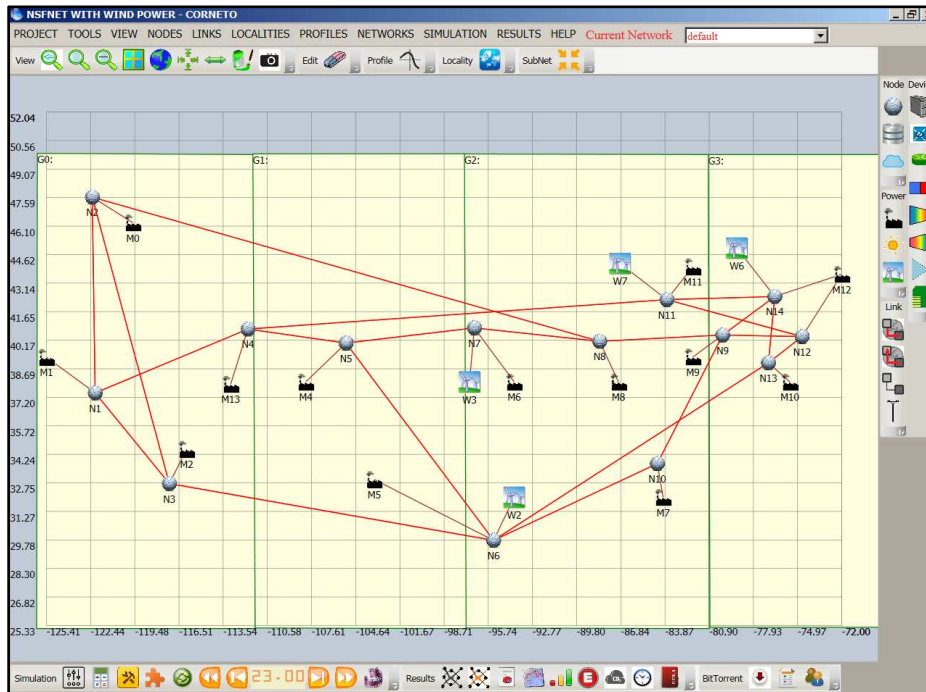 NSFNET WITH WIND POWER - CORNETO
PROJECT TOOLS VIEW NODES LINKS LOCALITIES PROFILES NETWORKS SIMULATION RESULTS HELP Current Network default
View Edit Profile Locality SubNet
Node Devi
52.04
50.56
G0: G1: G2: G3:
49.07
47.59
N2
Power
46.10
M0
44.62
W7 M11 W6 M12
43.14
N11 N14
Link
41.65
N4 N5 N7 N8 N9 N12
40.17
M1 M9 N13
38.69
N1 M13 M4 W3 M6 M8 M10
37.20
35.72
34.24
M2 N10
32.75
N3 M5 W2 M7
31.27
29.78
N6
28.30
26.82
25.33 -125.41 -122.44 -119.48 -116.51 -113.54 -110.58 -107.61 -104.64 -101.67 -98.71 -95.74 -92.77 -89.80 -86.84 -83.87 -80.90 -77.93 -74.97 -72.00
Simulation 23.00 Results E CO₂ BitTorrent